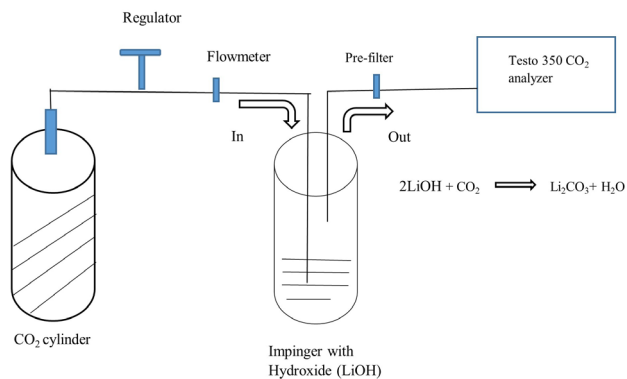 Regulator
Flowmeter
Pre-filter
Testo 350 CO₂
analyzer
In
Out
2LiOH + CO₂ ⇒ Li₂CO₃+ H₂O
CO₂ cylinder
Impinger with
Hydroxide (LiOH)